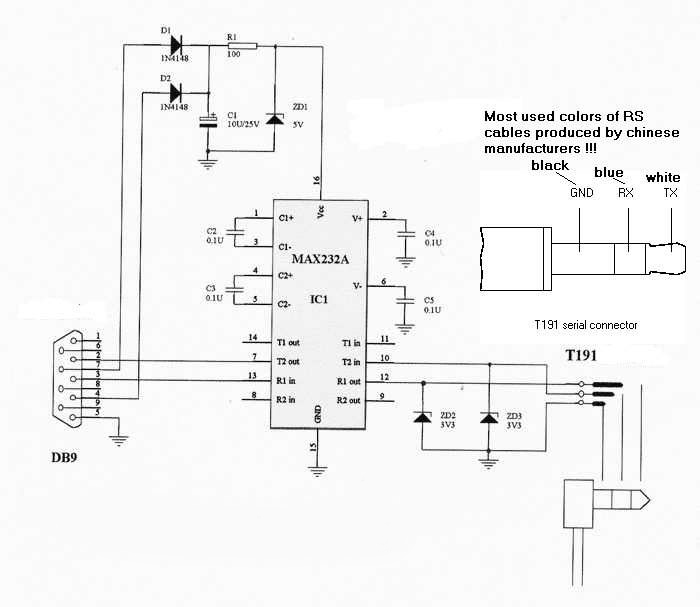 D1
1N4148
R1
100
D2
1N4148
C1
10U/25V
+
ZD1
5V
Most used colors of RS
cables produced by chinese
manufacturers !!!
black
blue
white
GND
RX
TX
T191 serial connector
16
Vcc
1
C1+
C2
0.1U
3
C1-
4
C2+
C3
0.1U
5
C2-
2
V+
C4
0.1U
MAX232A
IC1
6
V-
C5
0.1U
14
T1 out
T1 in
11
7
T2 out
T2 in
10
13
R1 in
R1 out
12
8
R2 in
R2 out
9
GND
15
1
6
2
7
3
8
4
9
5
DB9
ZD2
3V3
ZD3
3V3
T191